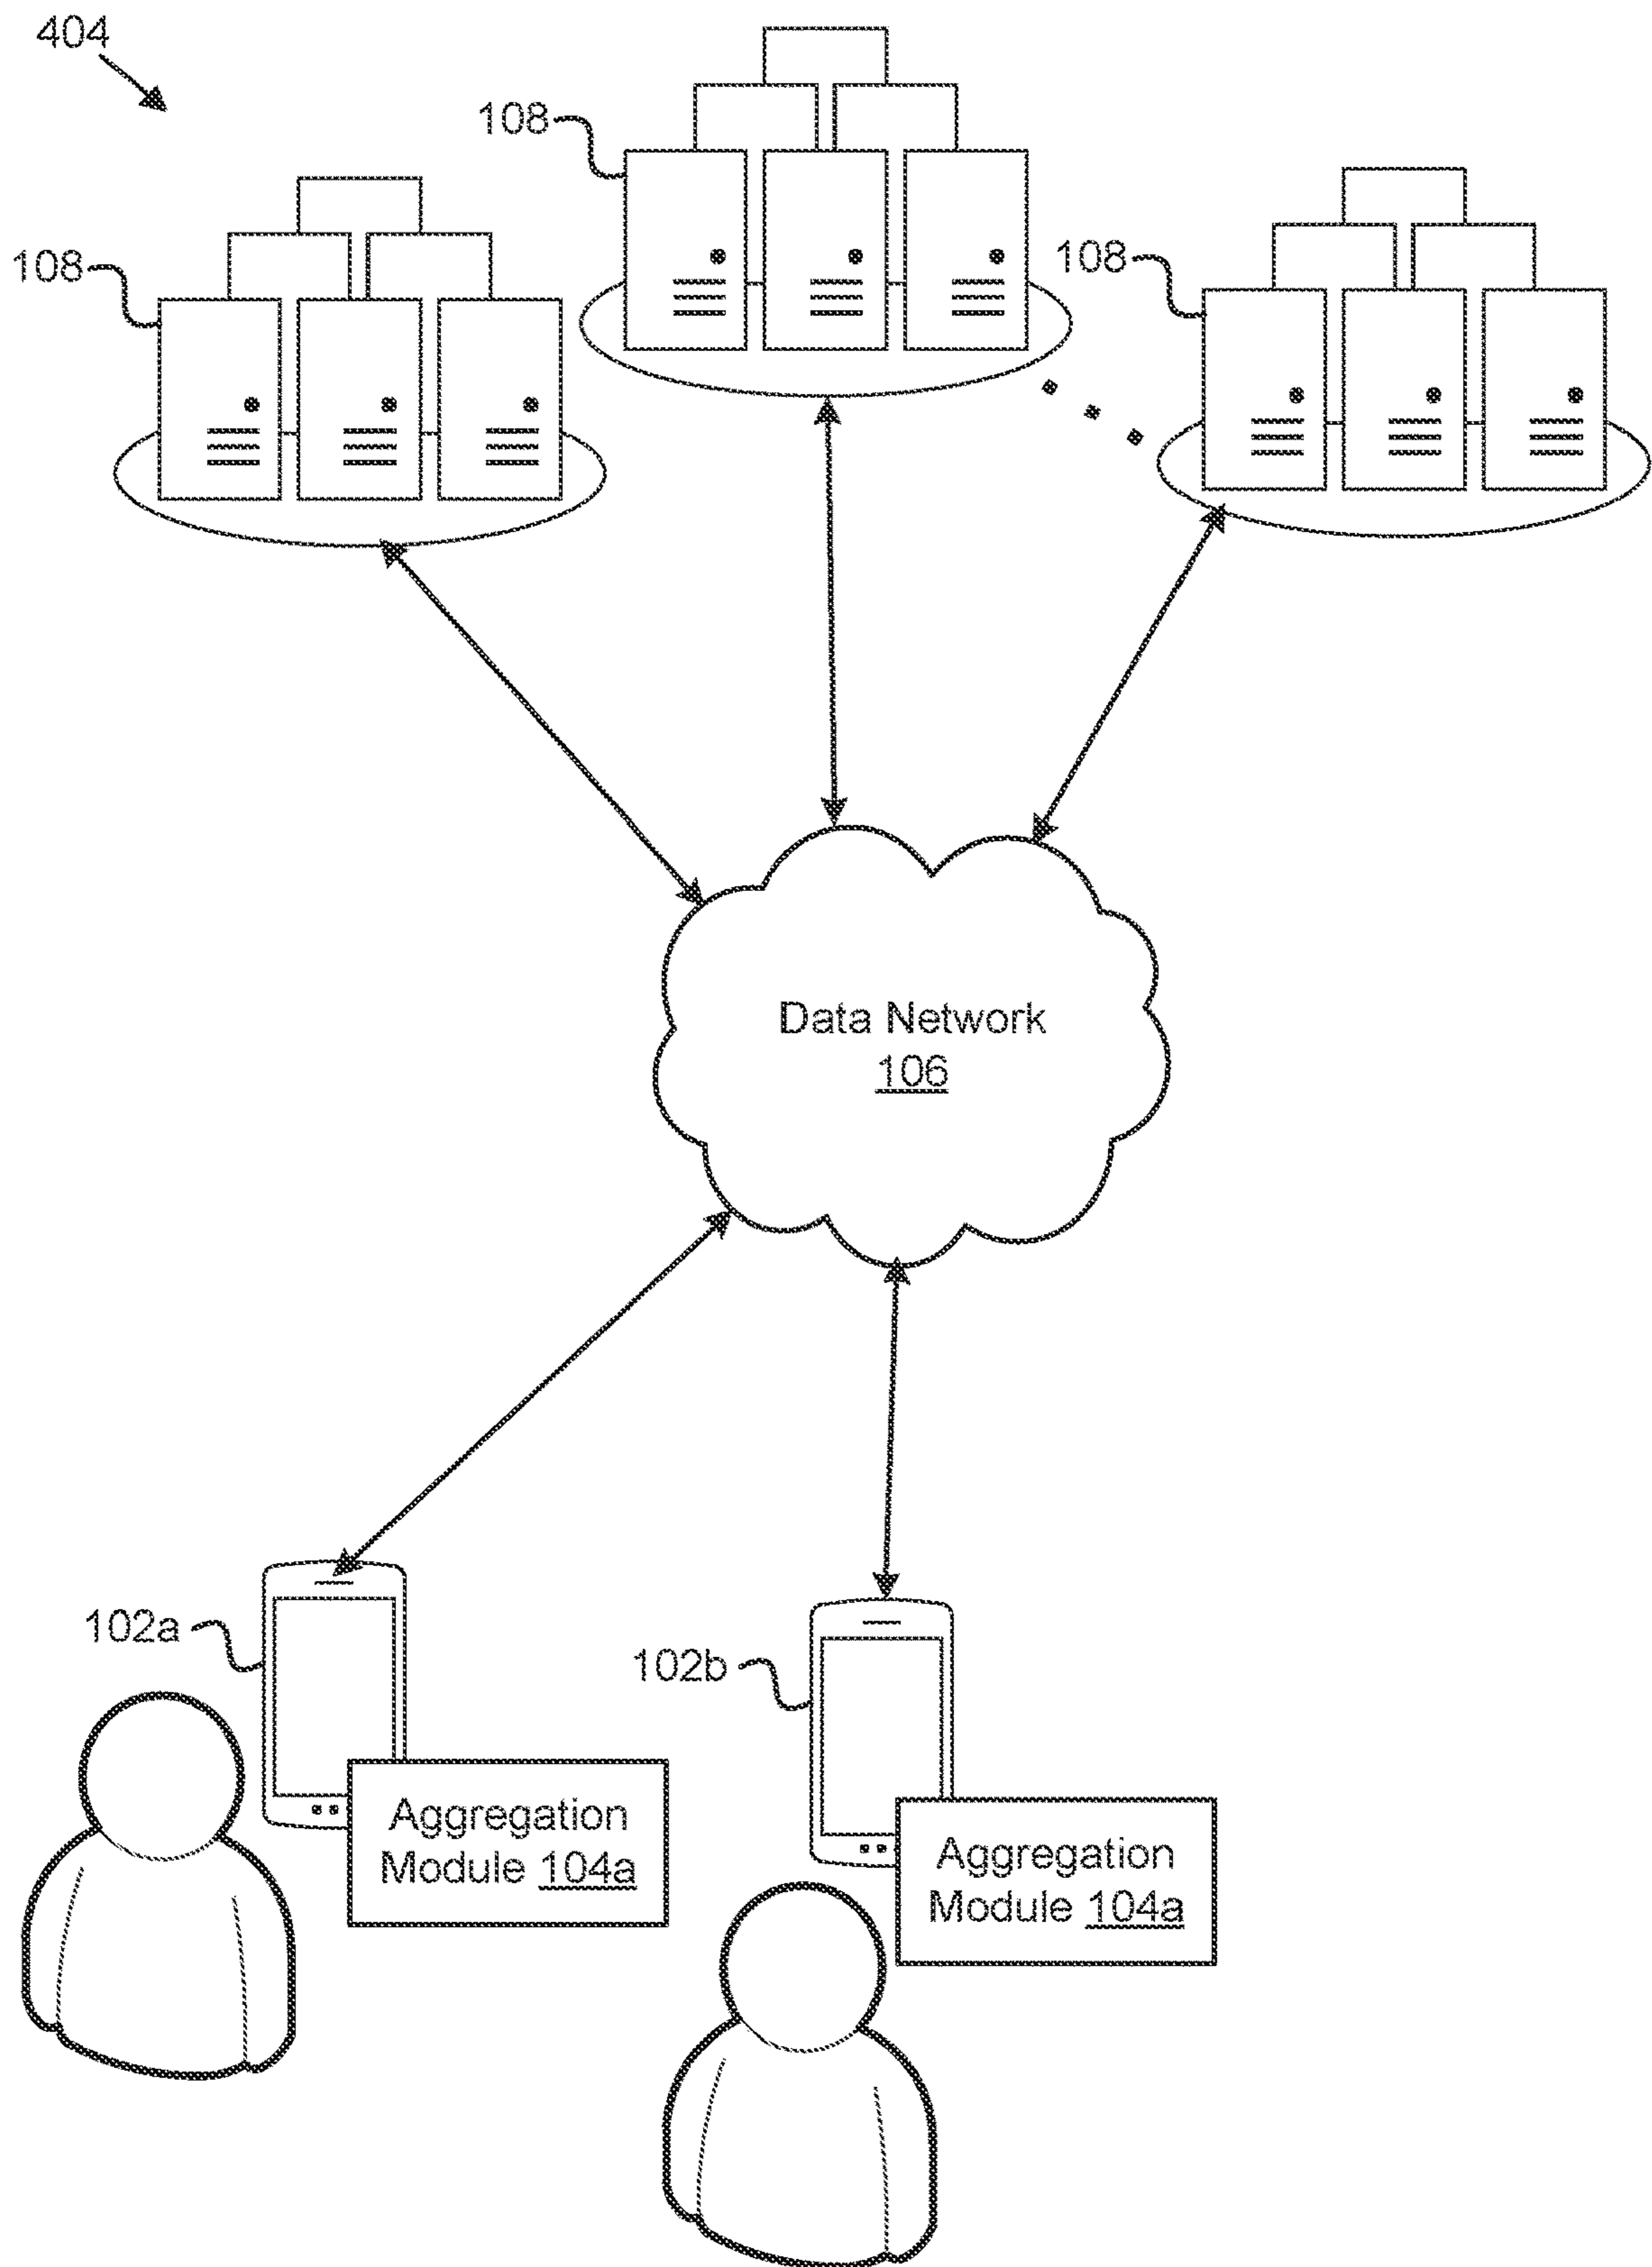 404
108
108
108
Data Network
106
102a
102b
Aggregation
Module 104a
Aggregation
Module 104a